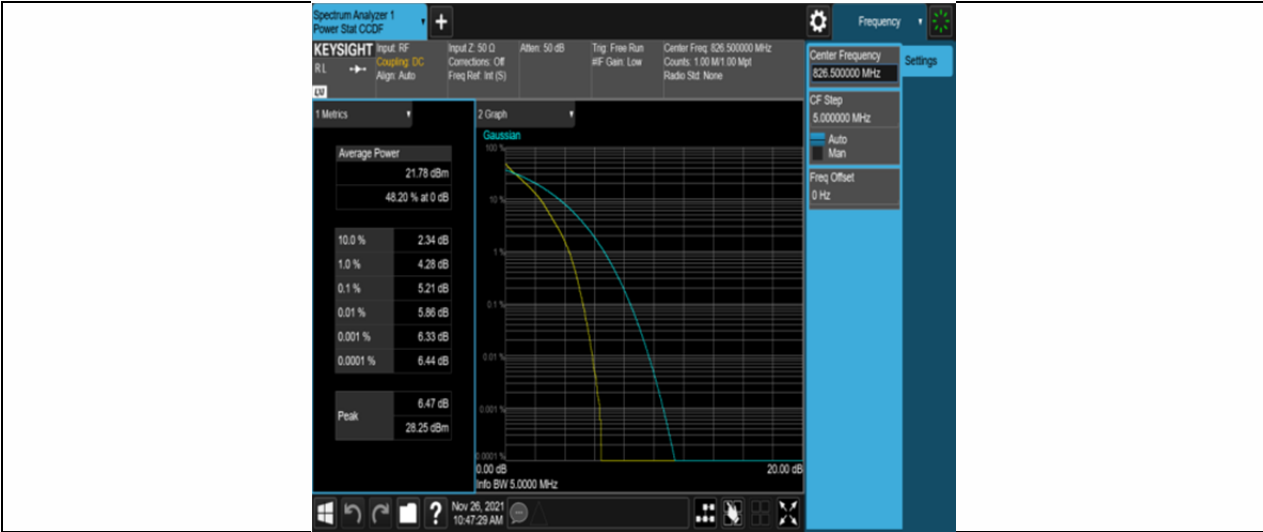 Spectrum Analyzer 1
Power Stat CCDF
+
Frequency
KEYSIGHT
RL
LV
Input: RF
Coupling: DC
Align: Auto
Input Z: 50 Ω
Corrections: Off
Freq Ref: Int (S)
Atten: 50 dB
Trig: Free Run
#IF Gain: Low
Center Freq: 826.500000 MHz
Counts: 1.00 M/1.00 Mpt
Radio Std: None
Center Frequency
826.500000 MHz
Settings
CF Step
5.000000 MHz
Auto
Man
Freq Offset
0 Hz
1 Metrics
Average Power
21.78 dBm
48.20 % at 0 dB
10.0 % 2.34 dB
1.0 % 4.28 dB
0.1 % 5.21 dB
0.01 % 5.86 dB
0.001 % 6.33 dB
0.0001 % 6.44 dB
Peak
6.47 dB
28.25 dBm
2 Graph
Gaussian
100 %
10 %
1 %
0.1 %
0.01 %
0.001 %
0.0001 %
0.00 dB 20.00 dB
Info BW 5.0000 MHz
?
Nov 26, 2021
10:47:29 AM